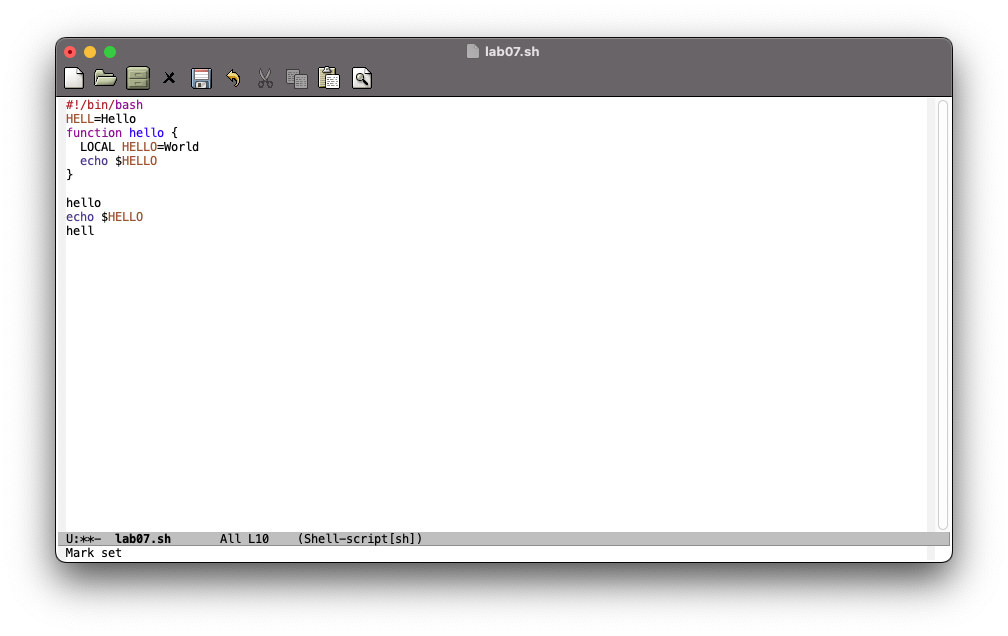 lab07.sh
#!/bin/bash
HELL=Hello
function hello {
  LOCAL HELLO=World
  echo $HELLO
}

hello
echo $HELLO
hell
U:**-  lab07.sh       All L10    (Shell-script[sh])
Mark set